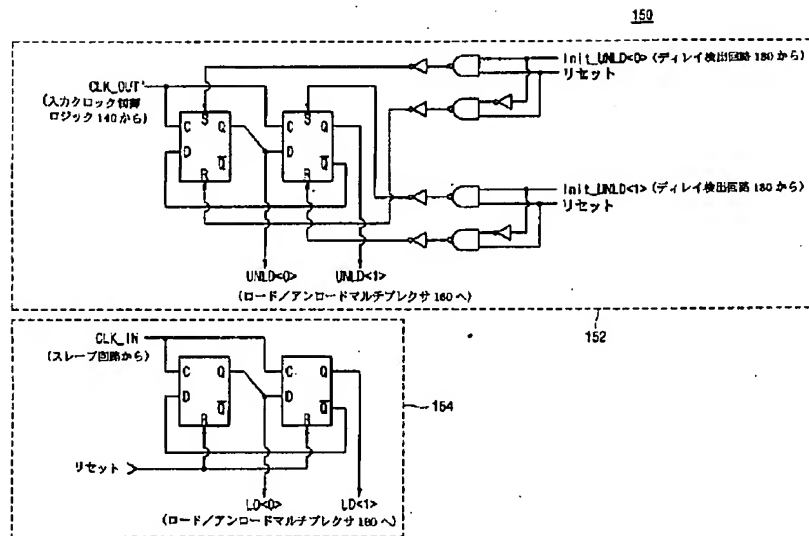 150
CLK_OUT'
(入力クロック制御
ロジック 140 から)
Init_UNLD<0> (ディレイ検出回路 180 から)
リセット
C S Q
D Q
R
C S Q
D Q
R
Init_UNLD<1> (ディレイ検出回路 180 から)
リセット
UNLD<0> UNLD<1>
(ロード/アンロードマルチプレクサ 160 へ)
152
CLK_IN
(スレーブ回路から)
C Q
D Q
R
C Q
D Q
R
154
リセット
LD<0> LD<1>
(ロード/アンロードマルチプレクサ 160 へ)